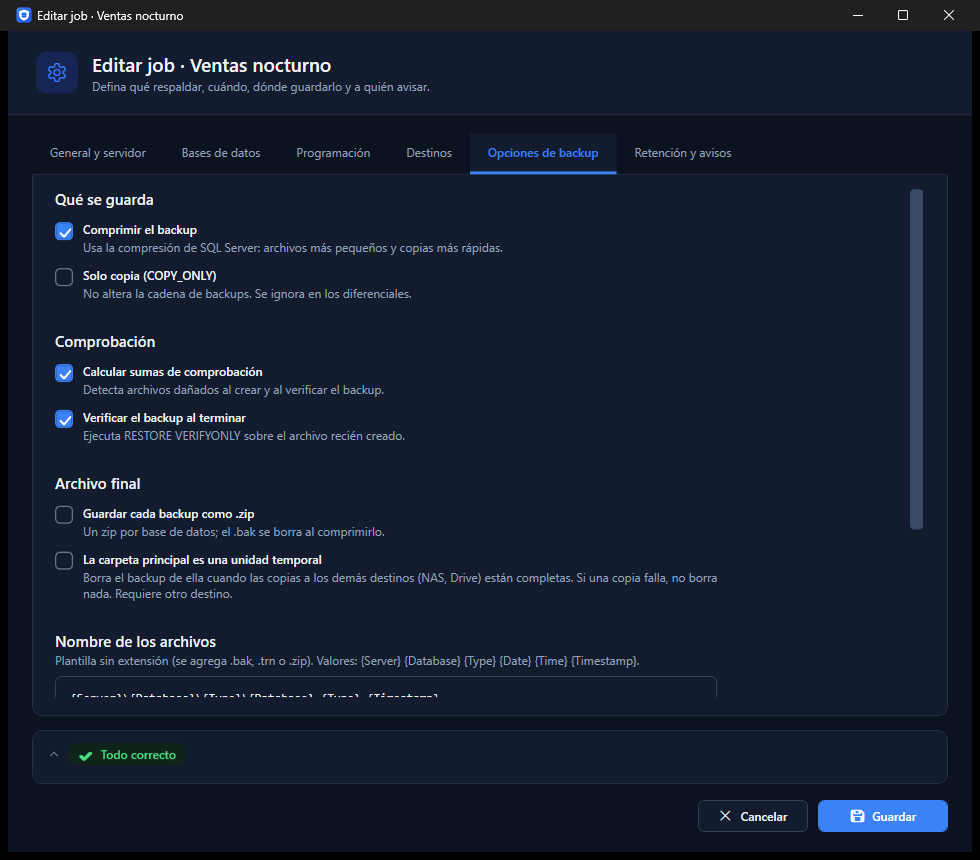 Editar job · Ventas nocturno
Editar job · Ventas nocturno
Defina qué respaldar, cuándo, dónde guardarlo y a quién avisar.
General y servidor
Bases de datos
Programación
Destinos
Opciones de backup
Retención y avisos
Qué se guarda
Comprimir el backup
Usa la compresión de SQL Server: archivos más pequeños y copias más rápidas.
Solo copia (COPY_ONLY)
No altera la cadena de backups. Se ignora en los diferenciales.
Comprobación
Calcular sumas de comprobación
Detecta archivos dañados al crear y al verificar el backup.
Verificar el backup al terminar
Ejecuta RESTORE VERIFYONLY sobre el archivo recién creado.
Archivo final
Guardar cada backup como .zip
Un zip por base de datos; el .bak se borra al comprimirlo.
La carpeta principal es una unidad temporal
Borra el backup de ella cuando las copias a los demás destinos (NAS, Drive) están completas. Si una copia falla, no borra
nada. Requiere otro destino.
Nombre de los archivos
Plantilla sin extensión (se agrega .bak, .trn o .zip). Valores: {Server} {Database} {Type} {Date} {Time} {Timestamp}.
Todo correcto
Cancelar
Guardar